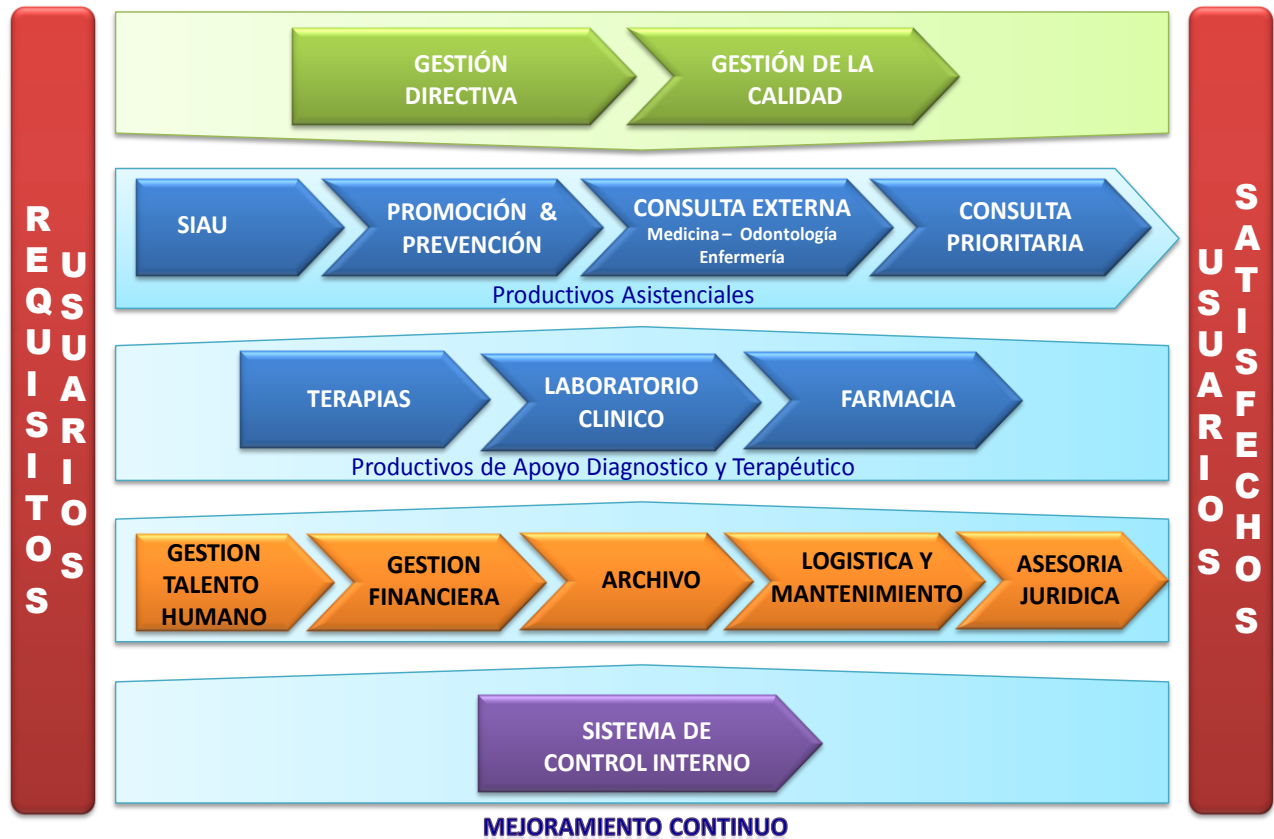 REQUISITOS
USUARIOS
GESTIÓN
DIRECTIVA
GESTIÓN DE LA
CALIDAD
SIAU
PROMOCIÓN &
PREVENCIÓN
CONSULTA EXTERNA
Medicina – Odontología
Enfermería
CONSULTA
PRIORITARIA
Productivos Asistenciales
TERAPIAS
LABORATORIO
CLINICO
FARMACIA
Productivos de Apoyo Diagnostico y Terapéutico
GESTION
TALENTO
HUMANO
GESTION
FINANCIERA
ARCHIVO
LOGISTICA Y
MANTENIMIENTO
ASESORIA
JURIDICA
SISTEMA DE
CONTROL INTERNO
MEJORAMIENTO CONTINUO
USUARIOS
SATISFECHOS